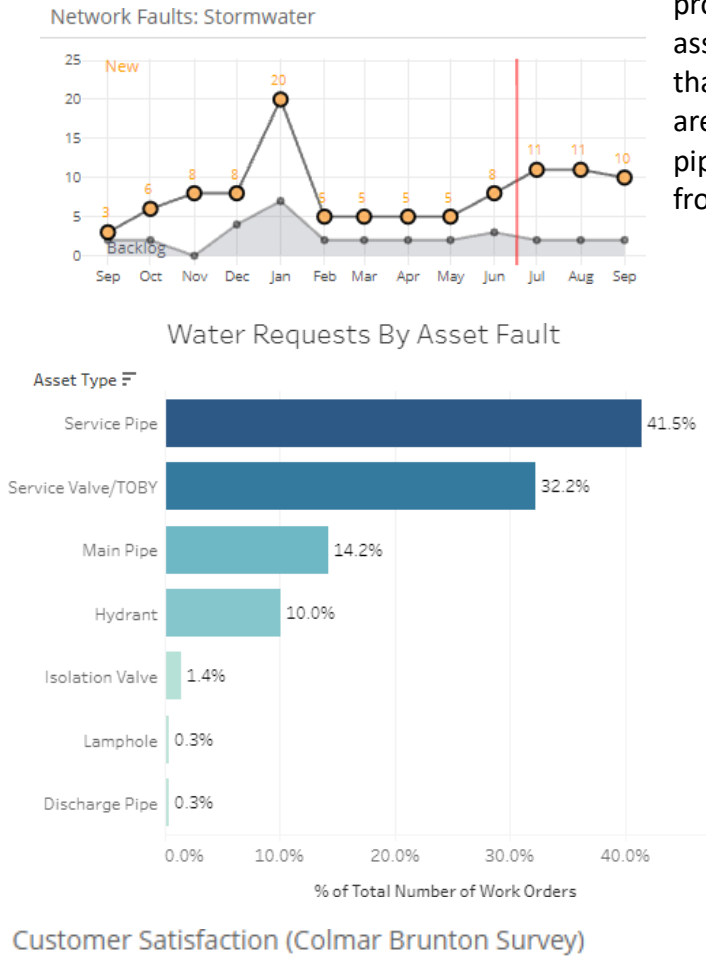 Network Faults: Stormwater
25
20
15
10
5
0
New
3
6
8
8
20
5
5
5
5
8
11
11
10
Backlog
Sep Oct Nov Dec Jan Feb Mar Apr May Jun Jul Aug Sep
Water Requests By Asset Fault
Asset Type
Service Pipe 41.5%
Service Valve/TOBY 32.2%
Main Pipe 14.2%
Hydrant 10.0%
Isolation Valve 1.4%
Lamphole 0.3%
Discharge Pipe 0.3%
0.0% 10.0% 20.0% 30.0% 40.0%
% of Total Number of Work Orders
Customer Satisfaction (Colmar Brunton Survey)